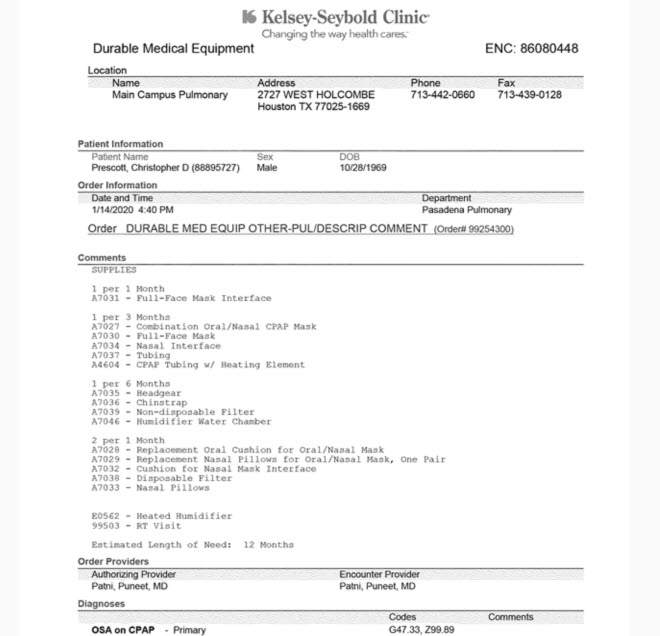 Kelsey-Seybold Clinic
Changing the way health cares.
Durable Medical Equipment ENC: 86080448
Location
Name Address Phone Fax
Main Campus Pulmonary 2727 WEST HOLCOMBE 713-442-0660 713-439-0128
Houston TX 77025-1669
Patient Information
Patient Name Sex DOB
Prescott, Christopher D (88895727) Male 10/28/1969
Order Information
Date and Time Department
1/14/2020 4:40 PM Pasadena Pulmonary
Order DURABLE MED EQUIP OTHER-PUL/DESCRIP COMMENT (Order# 99254300)
Comments
SUPPLIES
1 per 1 Month
A7031 - Full-Face Mask Interface
1 per 3 Months
A7027 - Combination Oral/Nasal CPAP Mask
A7030 - Full-Face Mask
A7034 - Nasal Interface
A7037 - Tubing
A4604 - CPAP Tubing w/ Heating Element
1 per 6 Months
A7035 - Headgear
A7036 - Chinstrap
A7039 - Non-disposable Filter
A7046 - Humidifier Water Chamber
2 per 1 Month
A7028 - Replacement Oral Cushion for Oral/Nasal Mask
A7029 - Replacement Nasal Pillows for Oral/Nasal Mask, One Pair
A7032 - Cushion for Nasal Mask Interface
A7038 - Disposable Filter
A7033 - Nasal Pillows
E0562 - Heated Humidifier
99503 - RT Visit
Estimated Length of Need: 12 Months
Order Providers
Authorizing Provider Encounter Provider
Patni, Puneet, MD Patni, Puneet, MD
Diagnoses
Codes Comments
OSA on CPAP - Primary G47.33, Z99.89